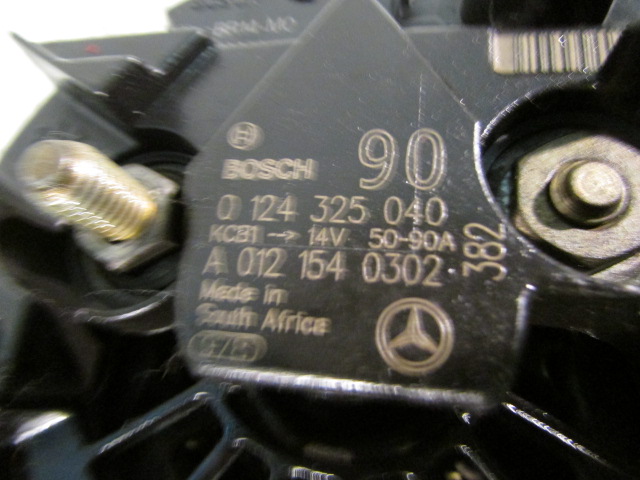 BOSCH 90
0 124 325 040
KCB1 → 14V 50-90A
A 012 154 0302
382
Made in
South Africa